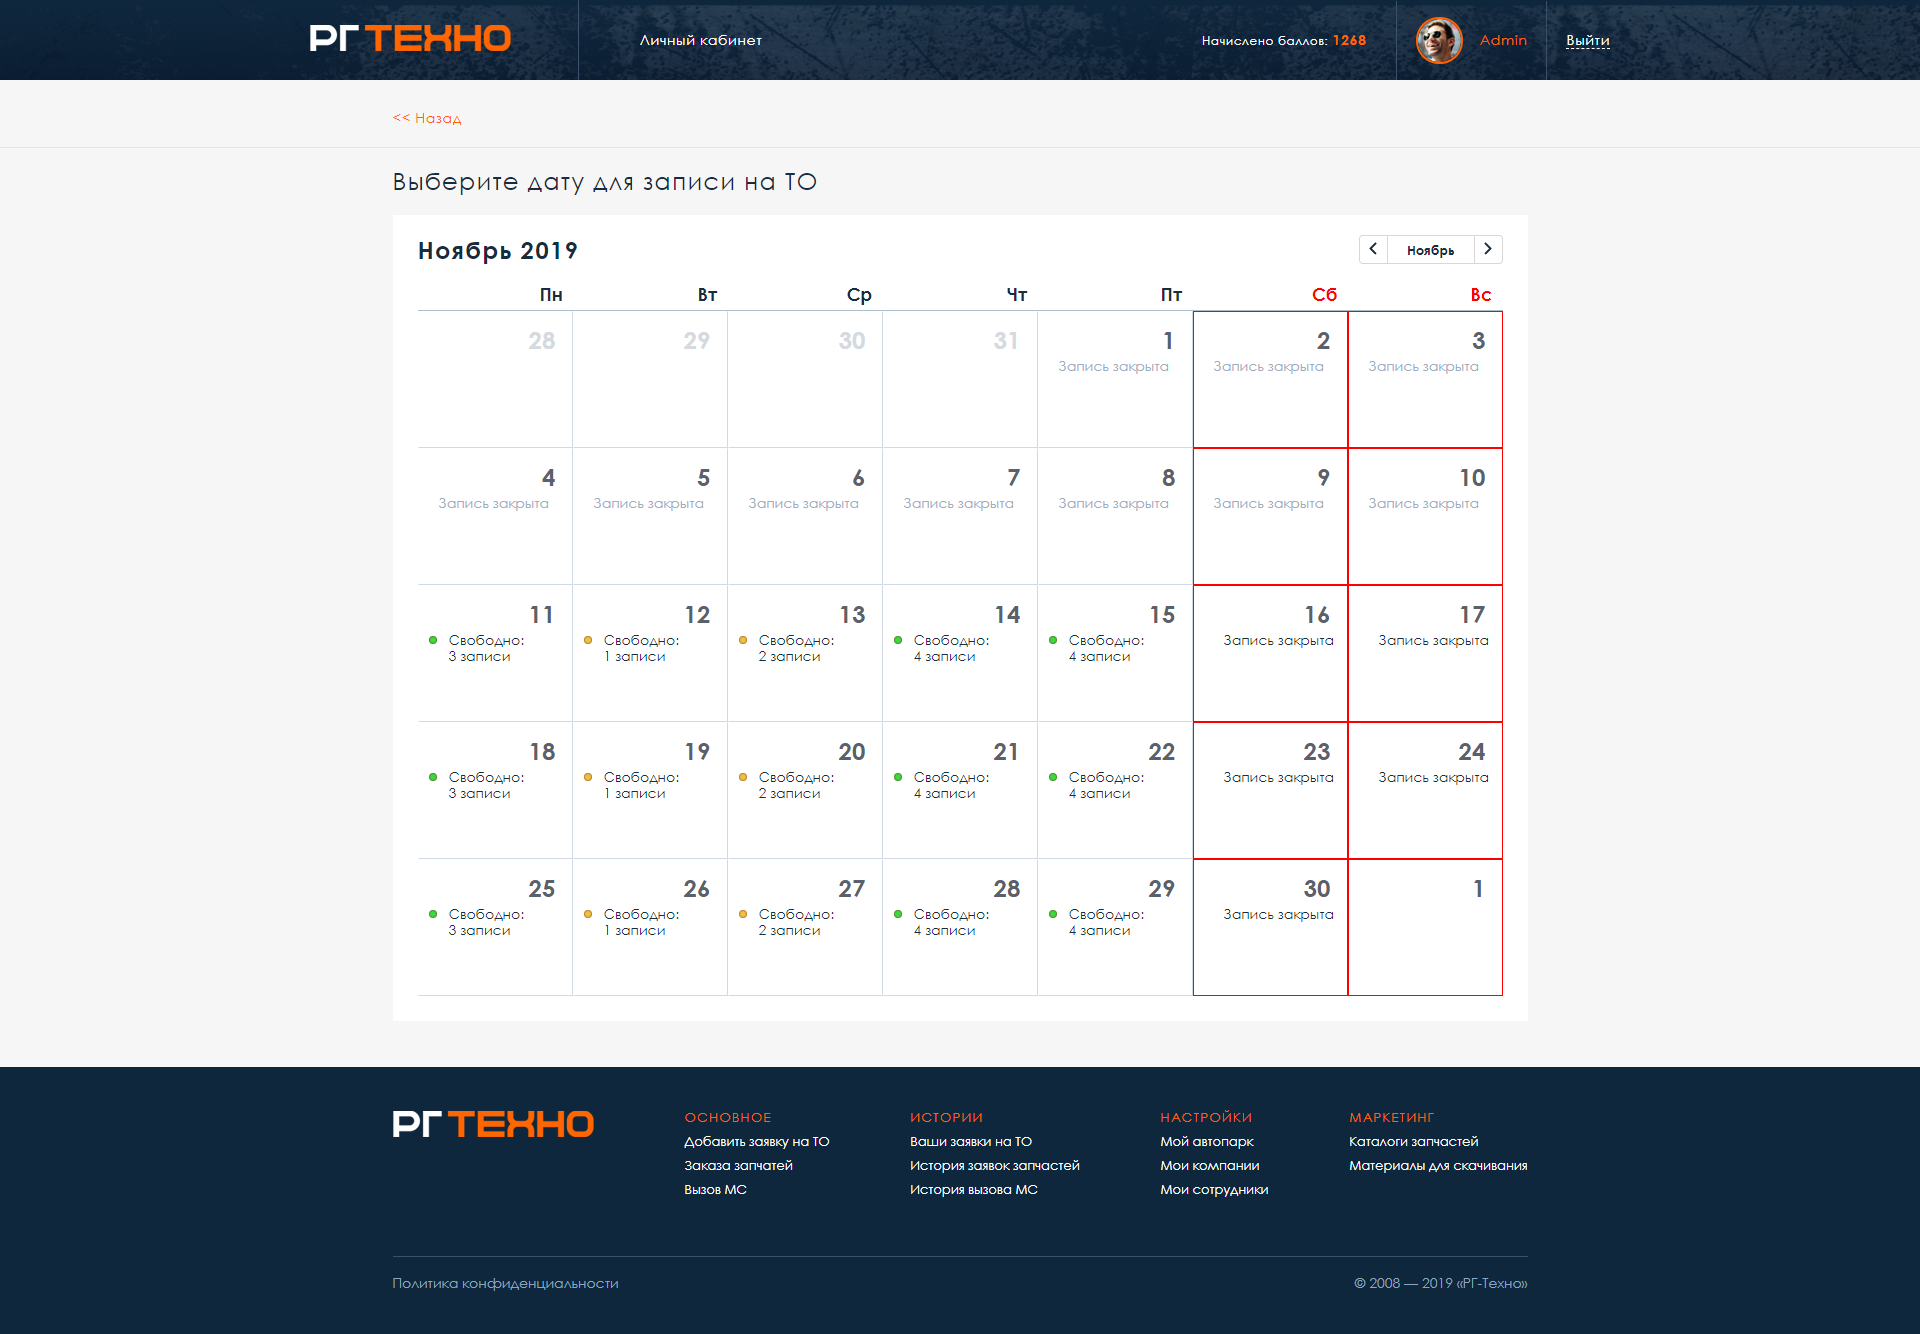 РГ ТЕХНО
Личный кабинет
Начислено баллов: 1268
Admin
Выйти
<< Назад
Выберите дату для записи на ТО
Ноябрь 2019
Ноябрь
Пн Вт Ср Чт Пт Сб Вс
28 29 30 31 1 2 3
Запись закрыта Запись закрыта Запись закрыта
4 5 6 7 8 9 10
Запись закрыта Запись закрыта Запись закрыта Запись закрыта Запись закрыта Запись закрыта Запись закрыта
11 12 13 14 15 16 17
Свободно: Свободно: Свободно: Свободно: Свободно: Запись закрыта Запись закрыта
3 записи 1 записи 2 записи 4 записи 4 записи
18 19 20 21 22 23 24
Свободно: Свободно: Свободно: Свободно: Свободно: Запись закрыта Запись закрыта
3 записи 1 записи 2 записи 4 записи 4 записи
25 26 27 28 29 30 1
Свободно: Свободно: Свободно: Свободно: Свободно: Запись закрыта
3 записи 1 записи 2 записи 4 записи 4 записи
РГ ТЕХНО
ОСНОВНОЕ
Добавить заявку на ТО
Заказа запчатей
Вызов МС
ИСТОРИИ
Ваши заявки на ТО
История заявок запчастей
История вызова МС
НАСТРОЙКИ
Мой автопарк
Мои компании
Мои сотрудники
МАРКЕТИНГ
Каталоги запчастей
Материалы для скачивания
Политика конфиденциальности
© 2008 — 2019 «РГ-Техно»